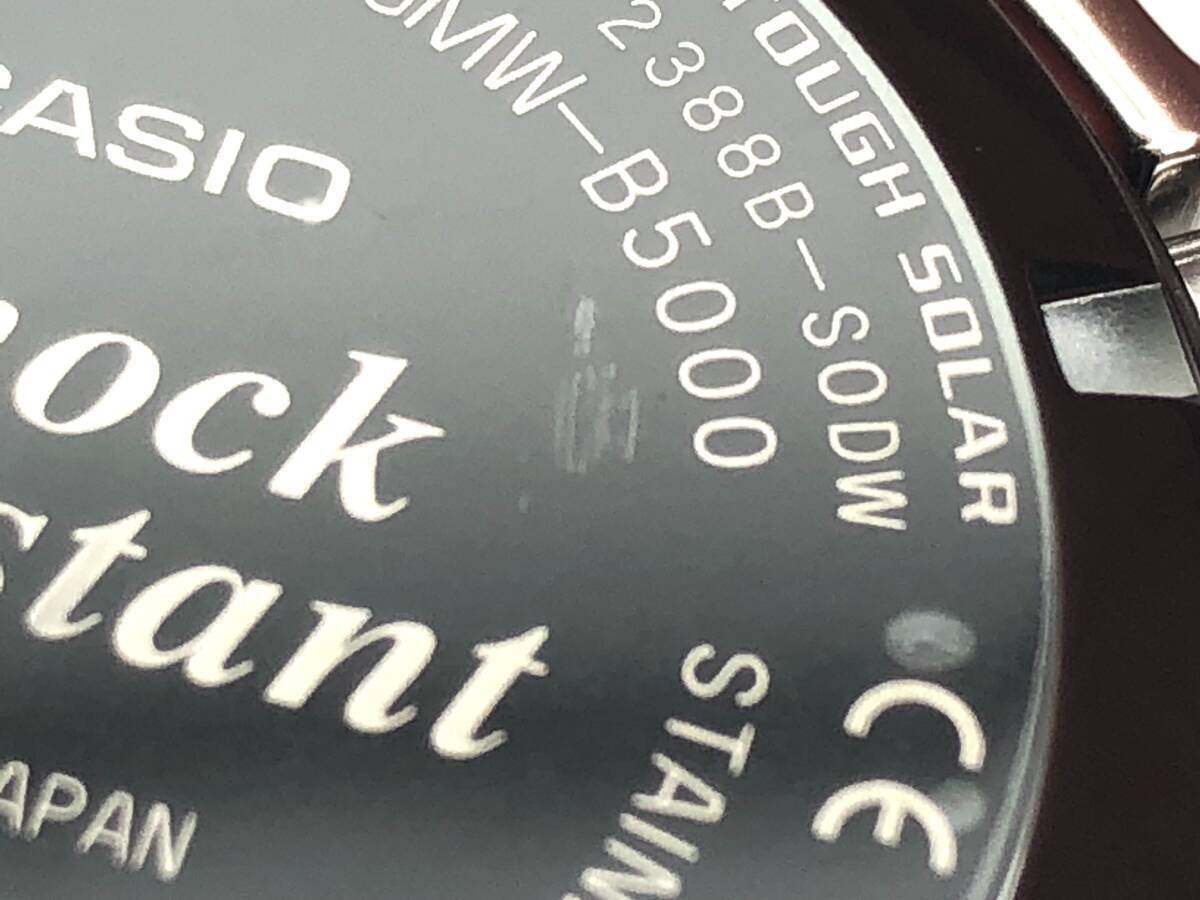 TOUGH SOLAR
2388B-SODW
GMW-B5000
CASIO
ock
stant
STAIN
CE
APAN